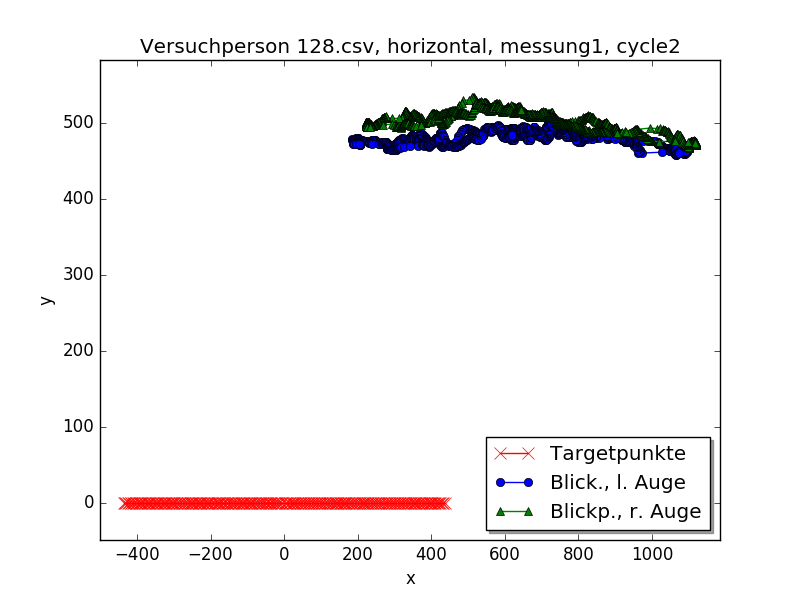 Versuchperson 128.csv, horizontal, messung1, cycle2
500
400
300
200
100
0
y
−400 −200 0 200 400 600 800 1000
x
Targetpunkte
Blick., l. Auge
Blickp., r. Auge